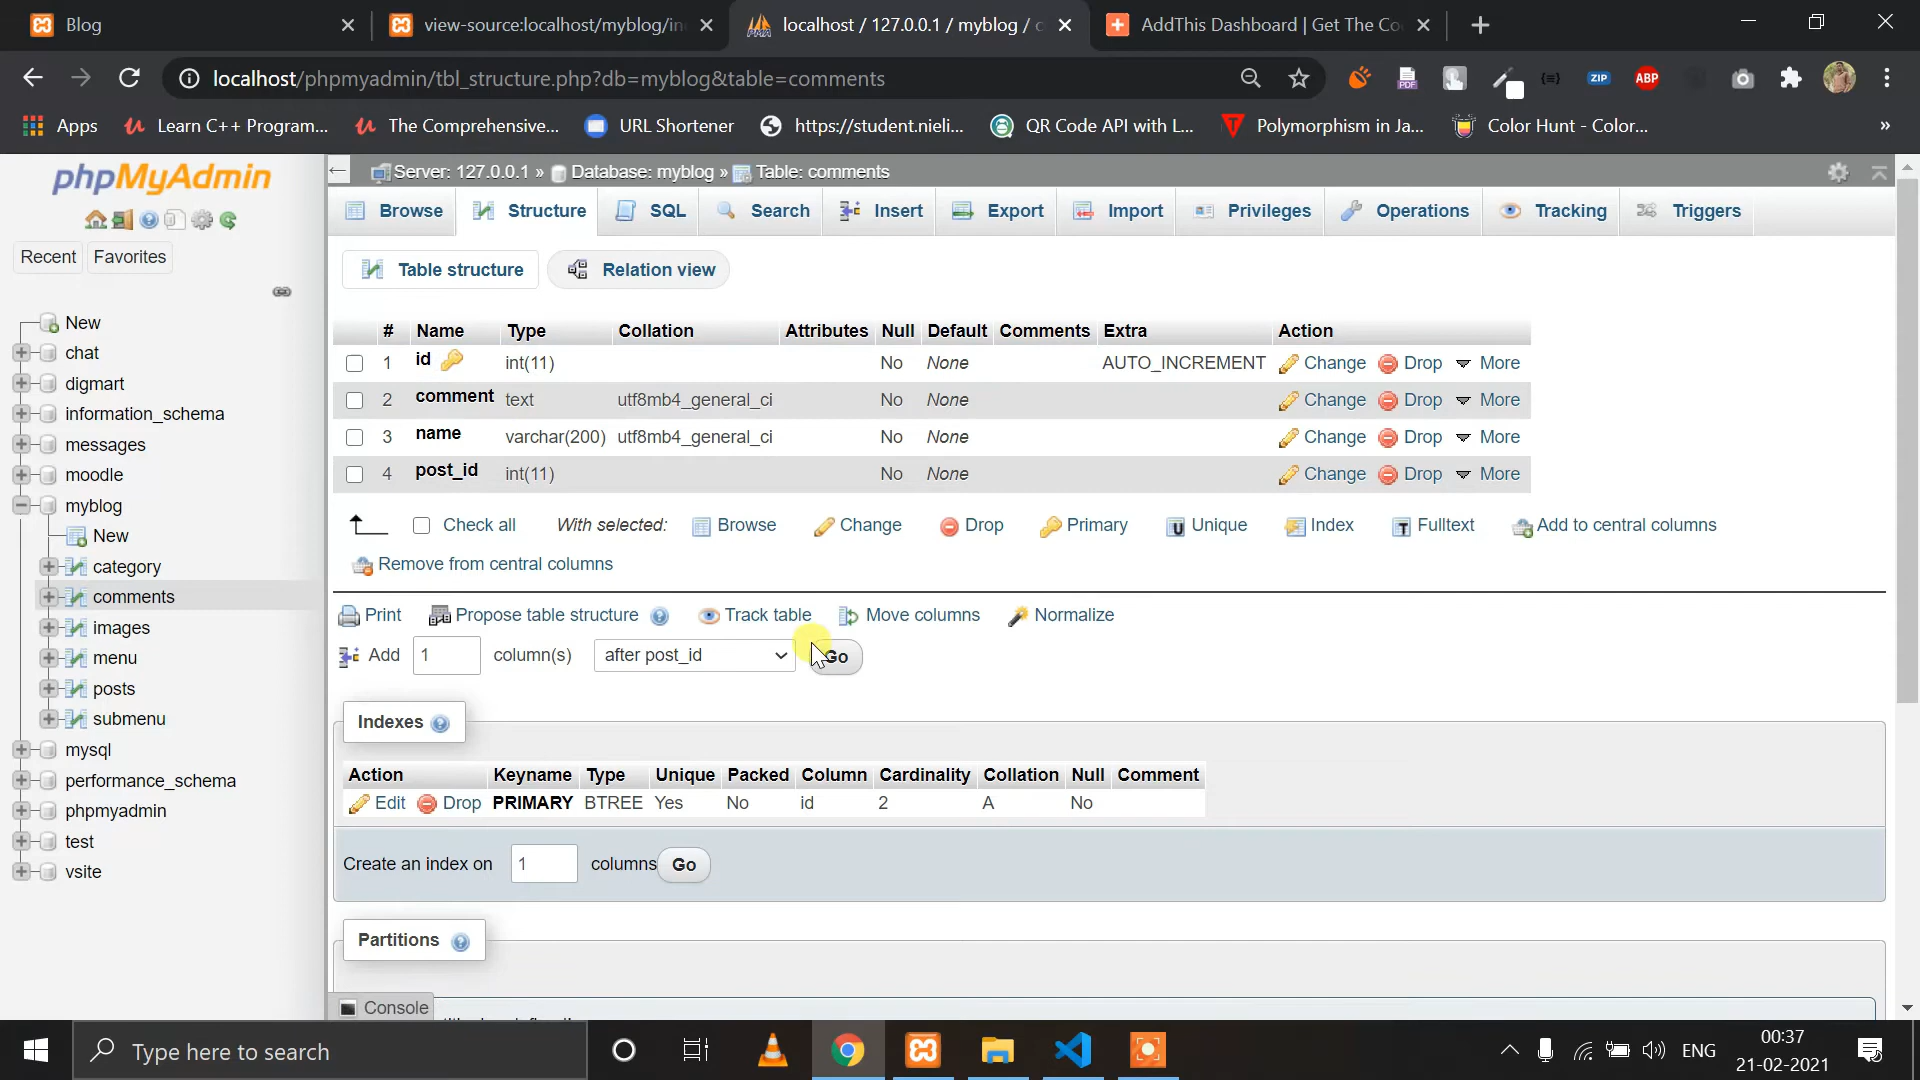 Blog
view-source:localhost/myblog/in
localhost / 127.0.0.1 / myblog / c
AddThis Dashboard | Get The Co
localhost/phpmyadmin/tbl_structure.php?db=myblog&table=comments
PDF
ZIP
ABP
Apps
Learn C++ Program...
The Comprehensive...
URL Shortener
https://student.nieli...
QR Code API with L...
Polymorphism in Ja...
Color Hunt - Color...
»
phpMyAdmin
Recent
Favorites
New
chat
digmart
information_schema
messages
moodle
myblog
New
category
comments
images
menu
posts
submenu
mysql
performance_schema
phpmyadmin
test
vsite
Server: 127.0.0.1 » Database: myblog » Table: comments
Browse Structure SQL Search Insert Export Import Privileges Operations Tracking Triggers
Table structure Relation view
# Name Type Collation Attributes Null Default Comments Extra Action
1 id int(11) No None AUTO_INCREMENT Change Drop More
2 comment text utf8mb4_general_ci No None Change Drop More
3 name varchar(200) utf8mb4_general_ci No None Change Drop More
4 post_id int(11) No None Change Drop More
Check all With selected: Browse Change Drop Primary Unique Index Fulltext Add to central columns
Remove from central columns
Print Propose table structure Track table Move columns Normalize
Add 1 column(s) after post_id Go
Indexes
Action Keyname Type Unique Packed Column Cardinality Collation Null Comment
Edit Drop PRIMARY BTREE Yes No id 2 A No
Create an index on 1 columns Go
Partitions
Console
Type here to search
ENG
00:37
21-02-2021